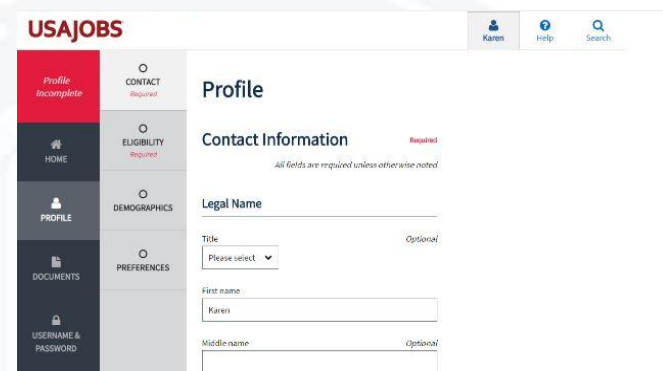 USAJOBS
Karen
Help
Search
Profile
Incomplete
HOME
PROFILE
DOCUMENTS
USERNAME &
PASSWORD
CONTACT
Required
ELIGIBILITY
Required
DEMOGRAPHICS
PREFERENCES
Profile
Contact Information Required
All fields are required unless otherwise noted
Legal Name
Title Optional
Please select
First name
Karen
Middle name Optional